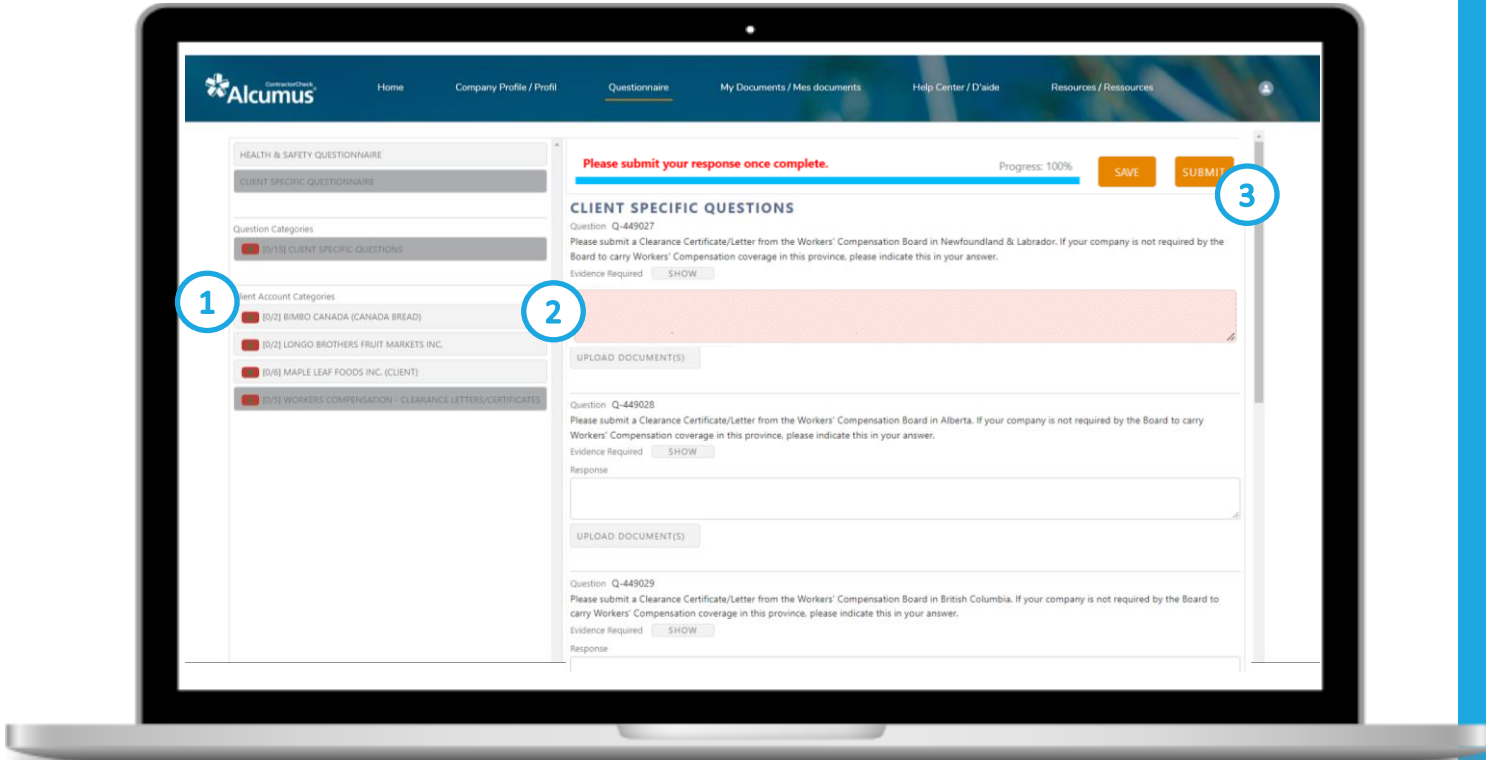 ContractorCheck
Alcumus
Home
Company Profile / Profil
Questionnaire
My Documents / Mes documents
Help Center / D'aide
Resources / Ressources
HEALTH & SAFETY QUESTIONNAIRE
CLIENT SPECIFIC QUESTIONNAIRE
Question Categories
[0/15] CLIENT SPECIFIC QUESTIONS
1
Client Account Categories
[0/2] BIMBO CANADA (CANADA BREAD)
[0/2] LONGO BROTHERS FRUIT MARKETS INC.
[0/6] MAPLE LEAF FOODS INC. (CLIENT)
[0/5] WORKERS COMPENSATION - CLEARANCE LETTERS/CERTIFICATES
Please submit your response once complete.
Progress: 100%
SAVE
SUBMIT
3
CLIENT SPECIFIC QUESTIONS
Question Q-449027
Please submit a Clearance Certificate/Letter from the Workers' Compensation Board in Newfoundland & Labrador. If your company is not required by the
Board to carry Workers' Compensation coverage in this province, please indicate this in your answer.
Evidence Required SHOW
2
UPLOAD DOCUMENT(S)
Question Q-449028
Please submit a Clearance Certificate/Letter from the Workers' Compensation Board in Alberta. If your company is not required by the Board to carry
Workers' Compensation coverage in this province, please indicate this in your answer.
Evidence Required SHOW
Response
UPLOAD DOCUMENT(S)
Question Q-449029
Please submit a Clearance Certificate/Letter from the Workers' Compensation Board in British Columbia. If your company is not required by the Board to
carry Workers' Compensation coverage in this province, please indicate this in your answer.
Evidence Required SHOW
Response